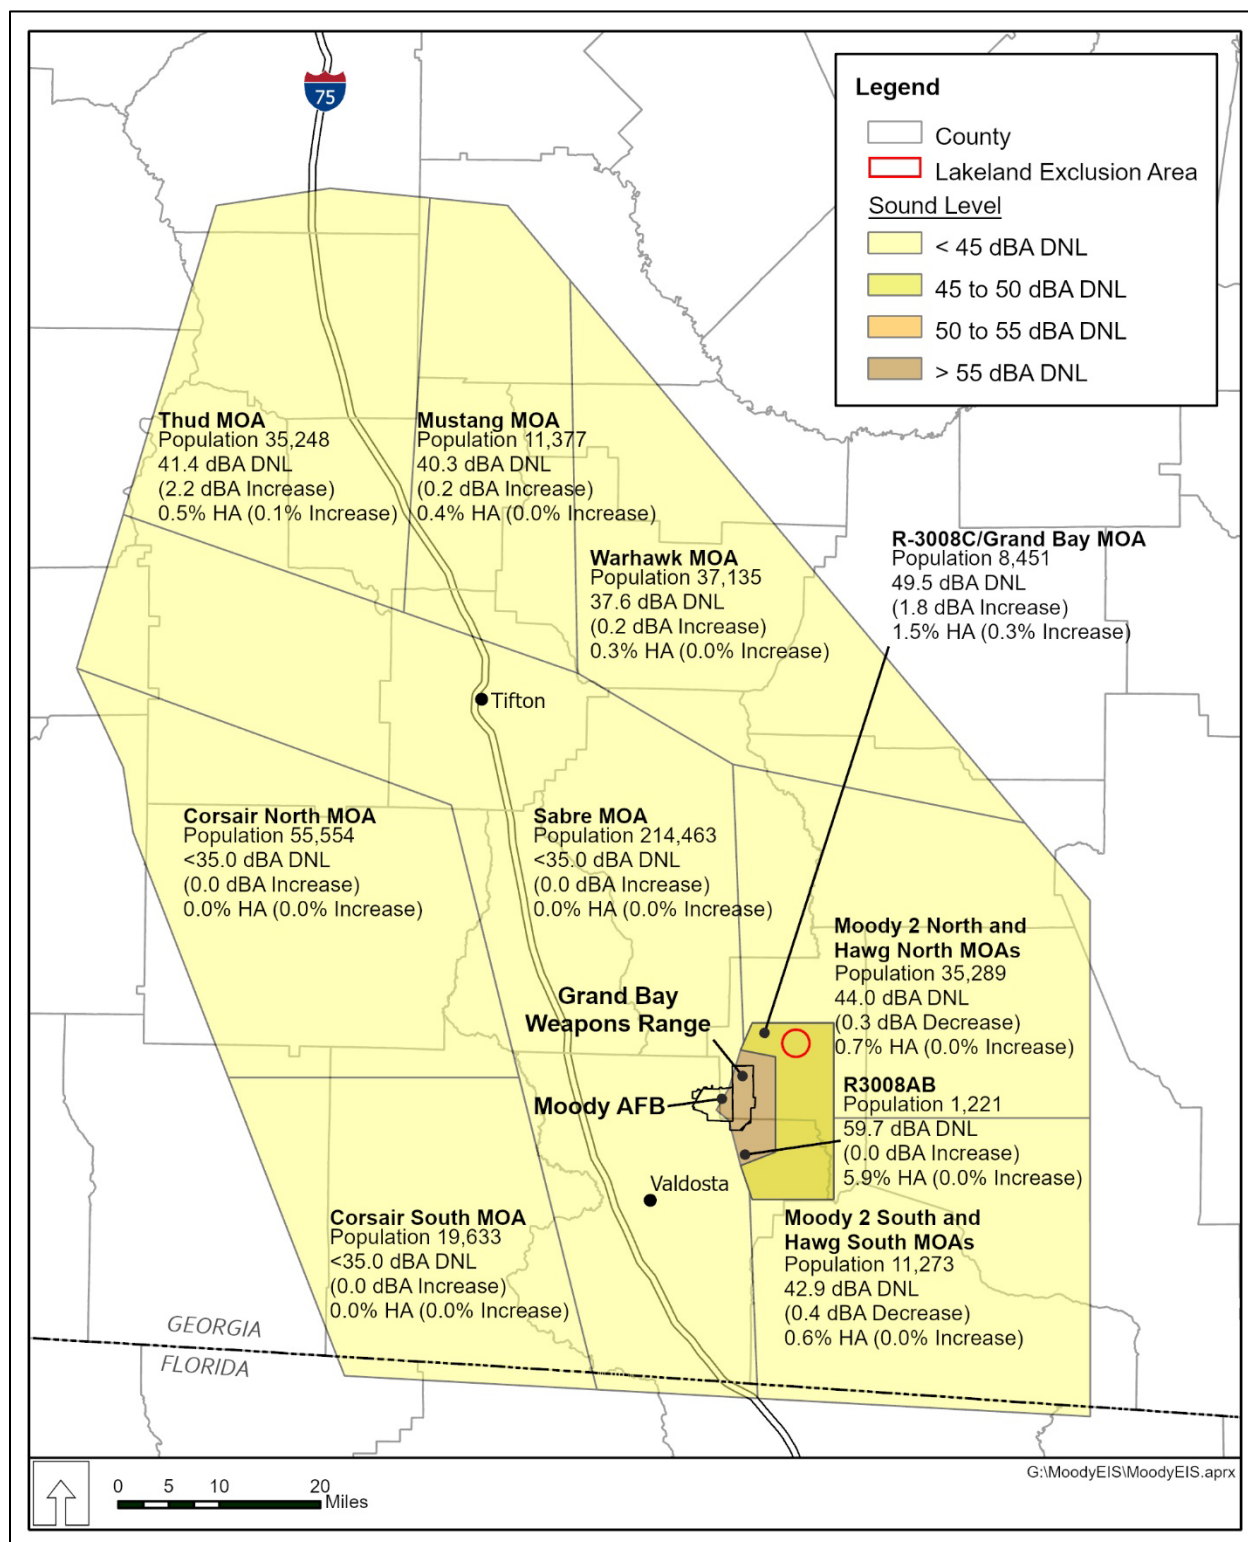 75
Legend
County
Lakeland Exclusion Area
Sound Level
< 45 dBA DNL
45 to 50 dBA DNL
50 to 55 dBA DNL
> 55 dBA DNL
Thud MOA
Population 35,248
41.4 dBA DNL
(2.2 dBA Increase)
0.5% HA (0.1% Increase)
Mustang MOA
Population 11,377
40.3 dBA DNL
(0.2 dBA Increase)
0.4% HA (0.0% Increase)
Warhawk MOA
Population 37,135
37.6 dBA DNL
(0.2 dBA Increase)
0.3% HA (0.0% Increase)
R-3008C/Grand Bay MOA
Population 8,451
49.5 dBA DNL
(1.8 dBA Increase)
1.5% HA (0.3% Increase)
Tifton
Corsair North MOA
Population 55,554
<35.0 dBA DNL
(0.0 dBA Increase)
0.0% HA (0.0% Increase)
Sabre MOA
Population 214,463
<35.0 dBA DNL
(0.0 dBA Increase)
0.0% HA (0.0% Increase)
Moody 2 North and
Hawg North MOAs
Population 35,289
44.0 dBA DNL
(0.3 dBA Decrease)
0.7% HA (0.0% Increase)
Grand Bay
Weapons Range
Moody AFB
R3008AB
Population 1,221
59.7 dBA DNL
(0.0 dBA Increase)
5.9% HA (0.0% Increase)
Valdosta
Corsair South MOA
Population 19,633
<35.0 dBA DNL
(0.0 dBA Increase)
0.0% HA (0.0% Increase)
Moody 2 South and
Hawg South MOAs
Population 11,273
42.9 dBA DNL
(0.4 dBA Decrease)
0.6% HA (0.0% Increase)
GEORGIA
FLORIDA
G:\MoodyEIS\MoodyEIS.aprx
0 5 10 20
Miles